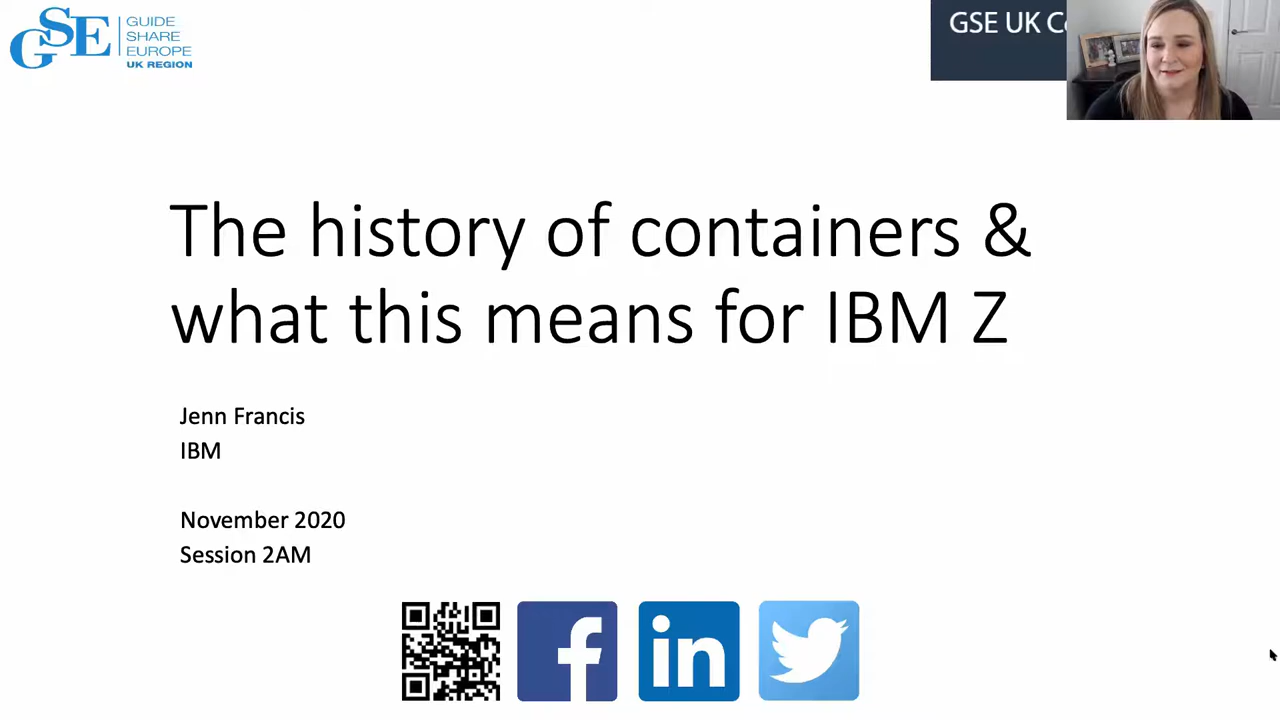 GSE
GUIDE
SHARE
EUROPE
UK REGION
GSE UK
The history of containers &
what this means for IBM Z
Jenn Francis
IBM
November 2020
Session 2AM
f
in